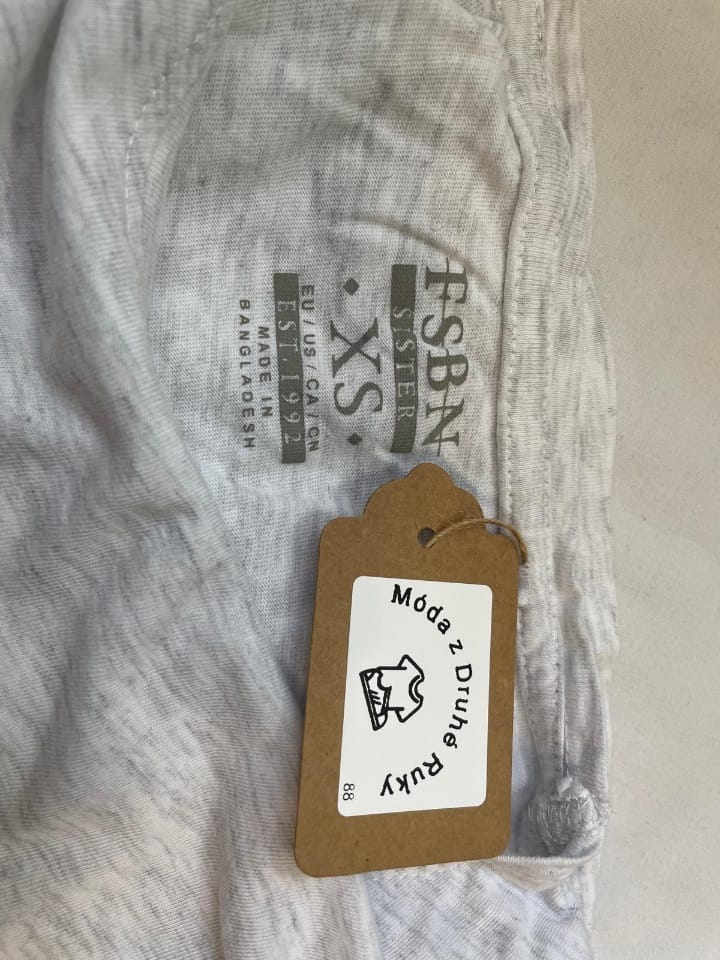 FSBN
SISTER
• XS •
EU / US / CA / CN
EST. 1992
MADE IN
BANGLADESH
Móda z Druhé Ruky
88